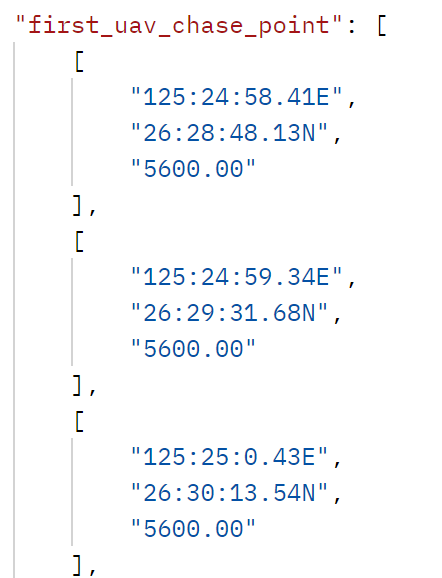 "first_uav_chase_point": [
[
"125:24:58.41E",
"26:28:48.13N",
"5600.00"
],
[
"125:24:59.34E",
"26:29:31.68N",
"5600.00"
],
[
"125:25:0.43E",
"26:30:13.54N",
"5600.00"
],